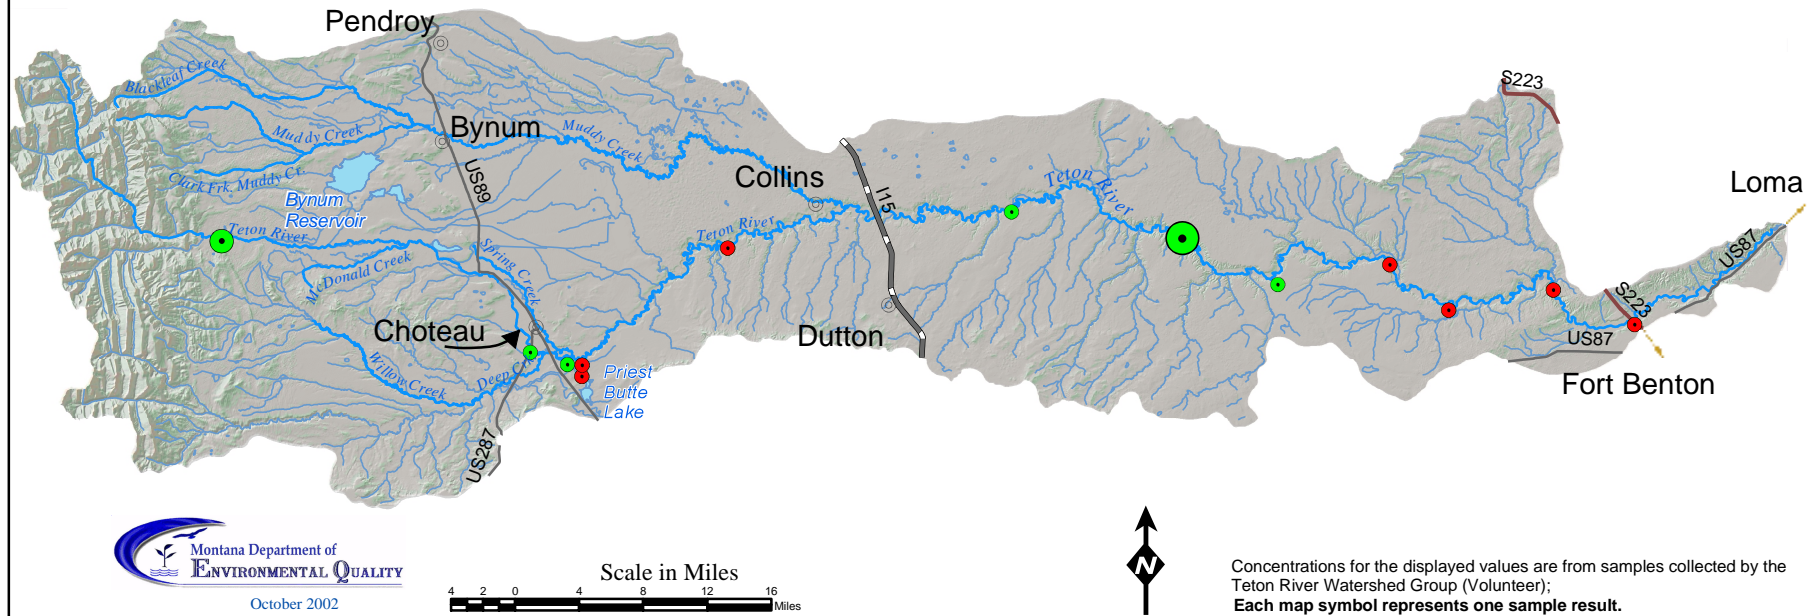 Pendroy
S223
Blackleaf Creek
Muddy Creek
Bynum
Muddy Creek
Clark Frk. Muddy Cr.
US89
Collins
I15
Teton River
Loma
Bynum
Reservoir
Teton River
Teton River
Spring Creek
McDonald Creek
US87
S223
Choteau
Dutton
US87
Willow Creek
Deep Cr.
Priest
Butte
Lake
Fort Benton
US287
Montana Department of
ENVIRONMENTAL QUALITY
October 2002
Scale in Miles
4 2 0 4 8 12 16
Miles
N
Concentrations for the displayed values are from samples collected by the
Teton River Watershed Group (Volunteer);
Each map symbol represents one sample result.